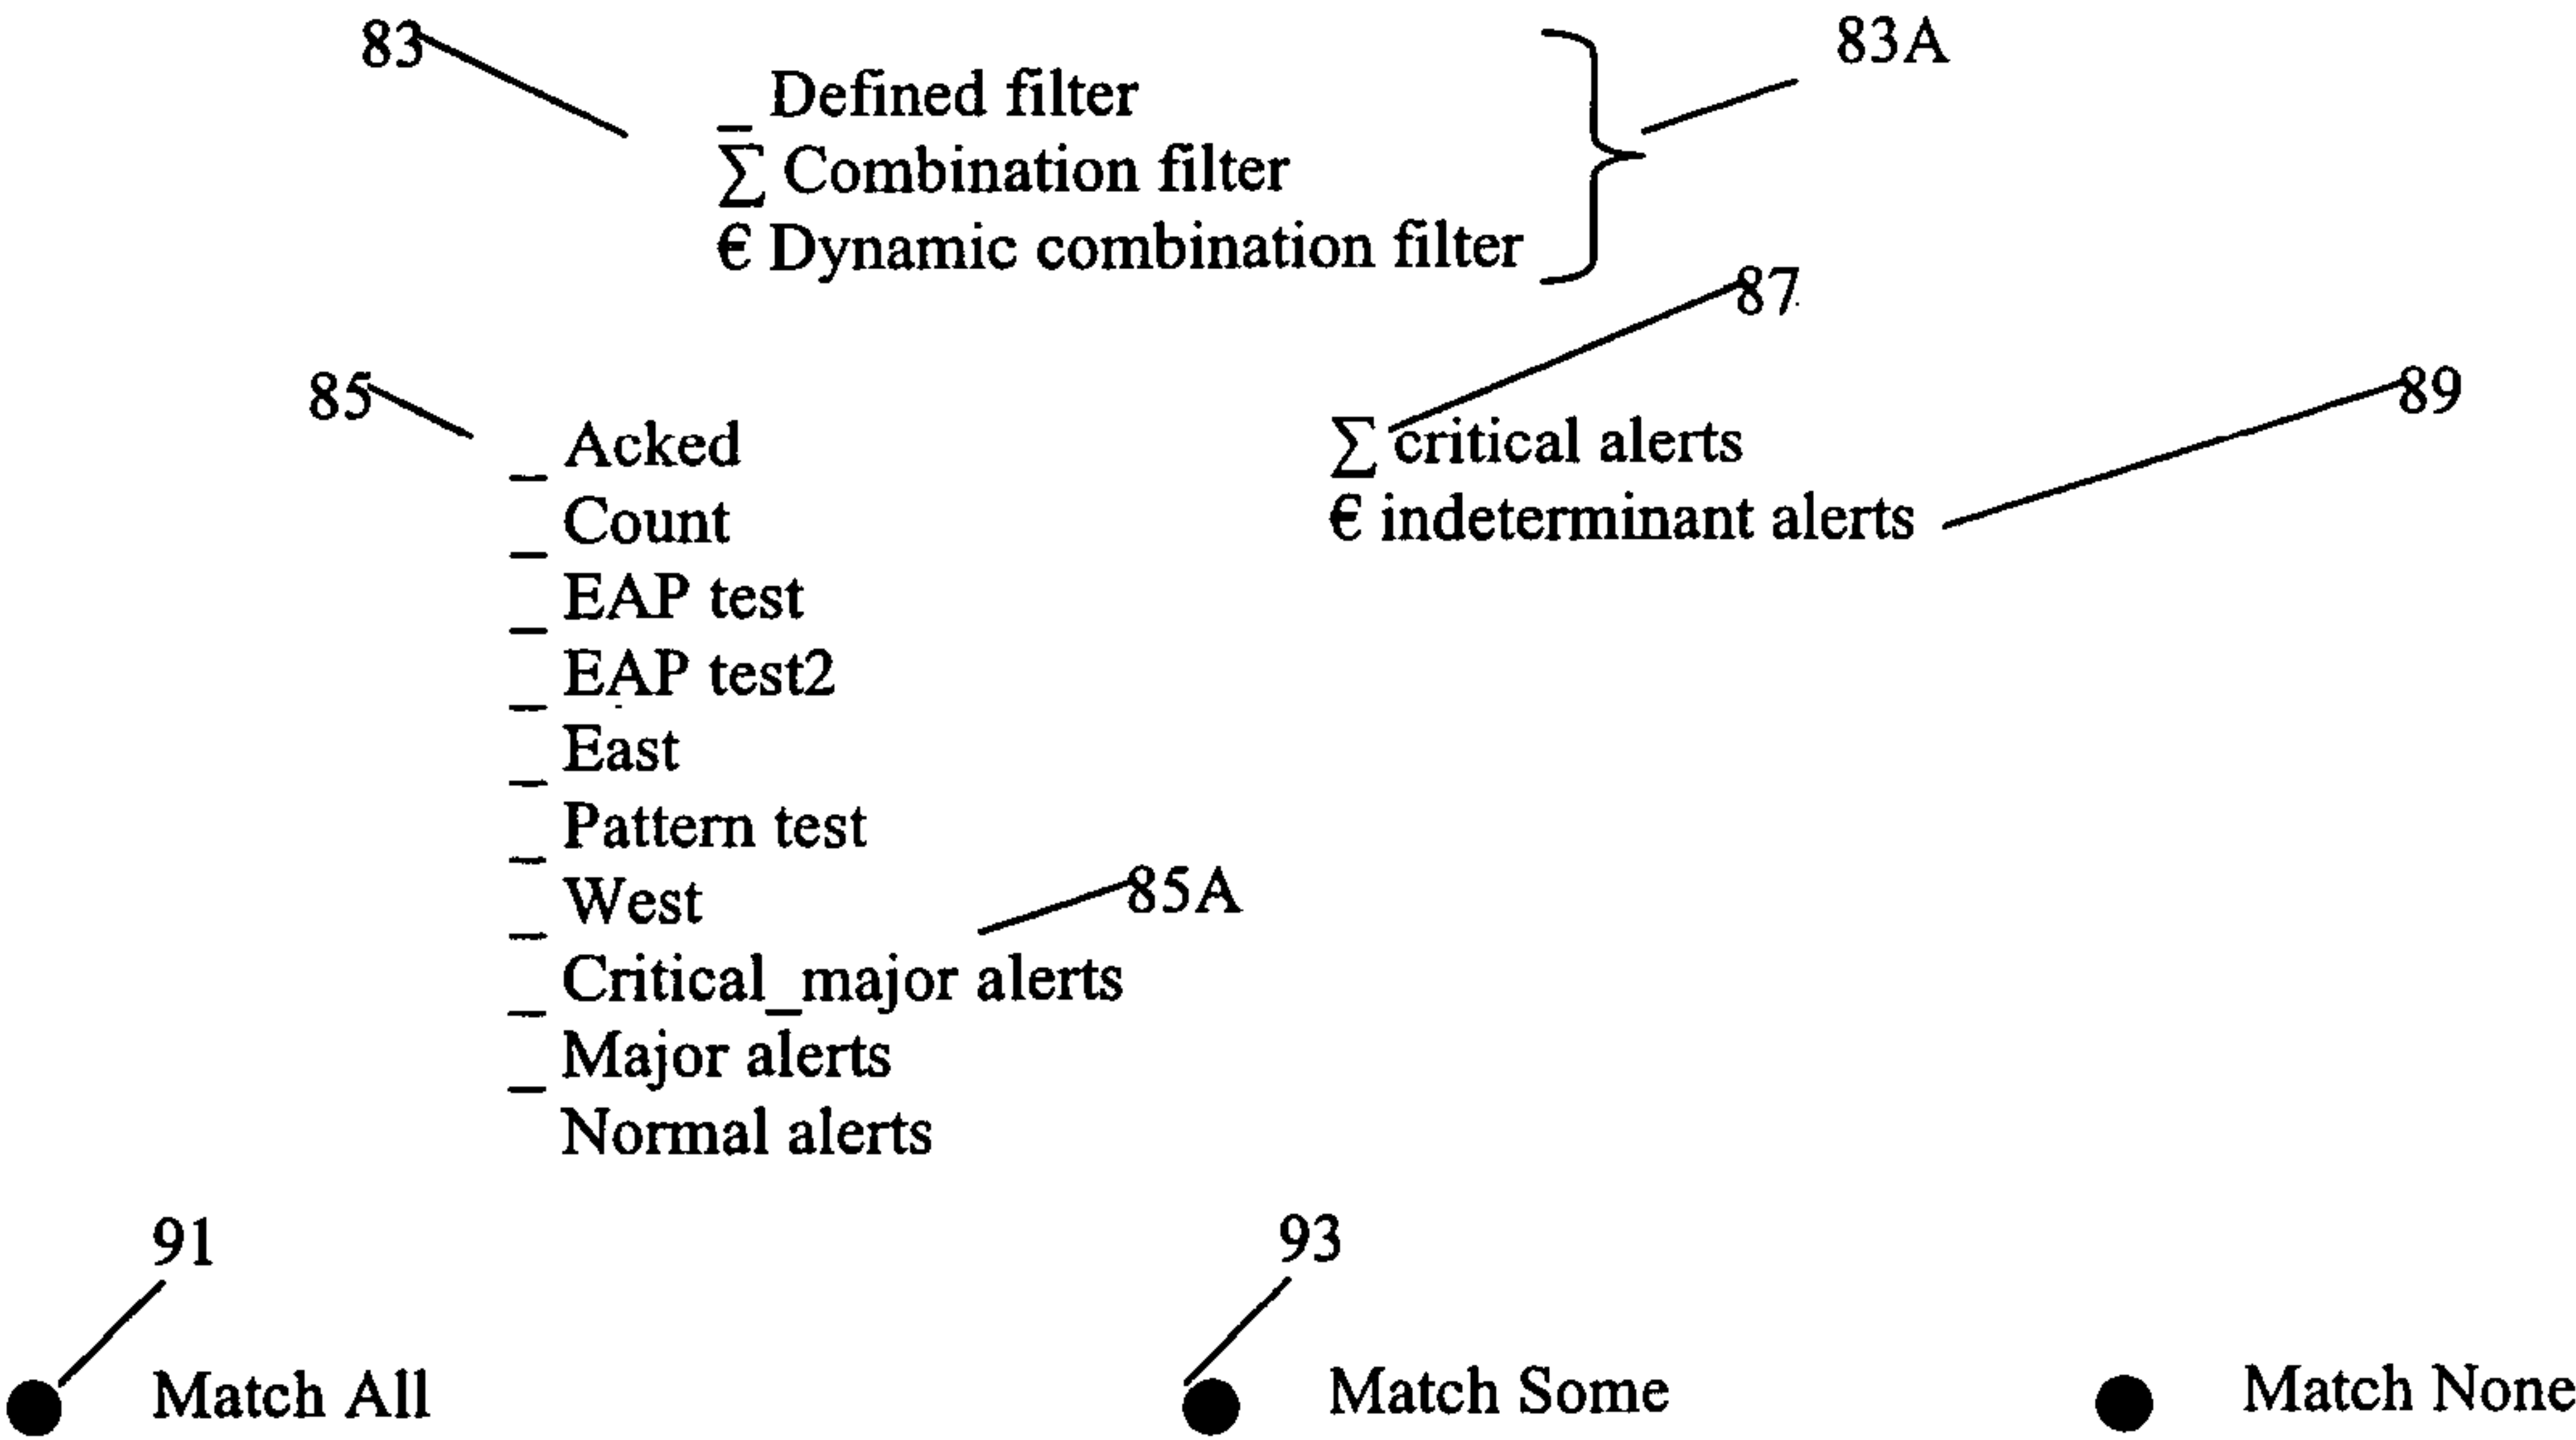 83
83A
_ Defined filter
∑ Combination filter
€ Dynamic combination filter
87
85
89
_ Acked
_ Count
_ EAP test
_ EAP test2
_ East
_ Pattern test
_ West
_ Critical_major alerts
_ Major alerts
Normal alerts
∑ critical alerts
€ indeterminant alerts
85A
91
93
Match All
Match Some
Match None